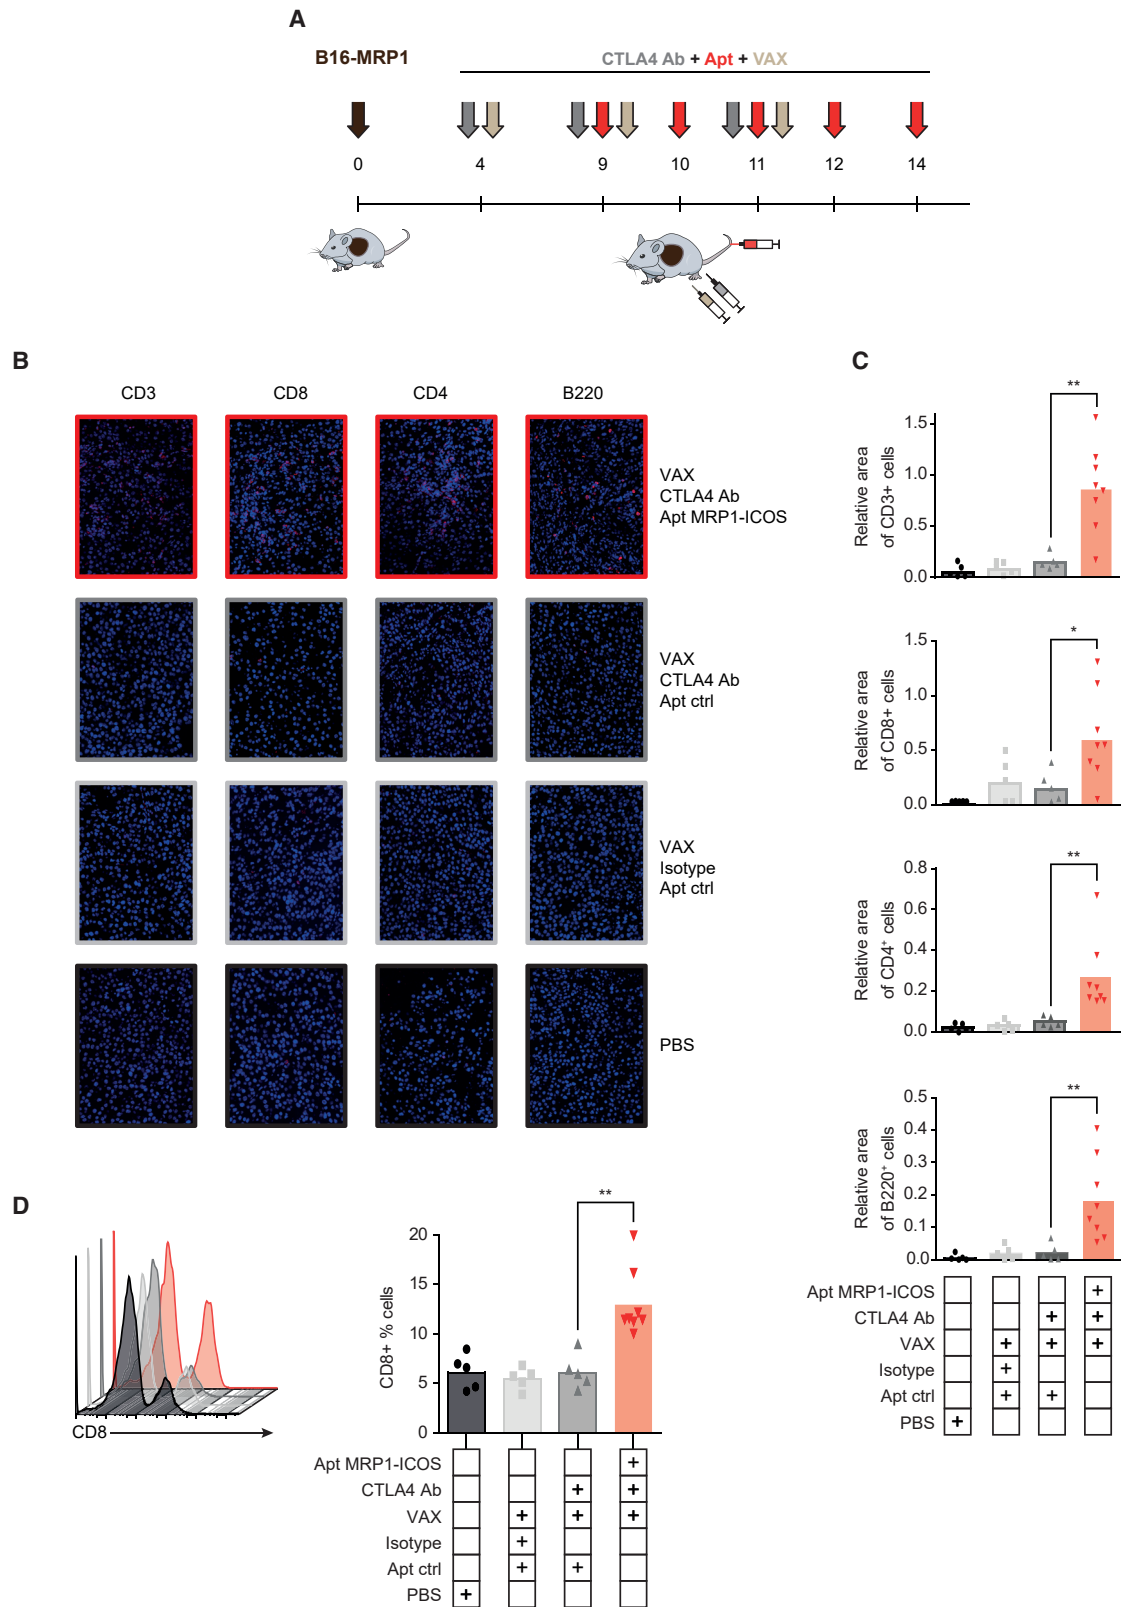 A
B16-MRP1
CTLA4 Ab + Apt + VAX
0 4 9 10 11 12 14
B
CD3 CD8 CD4 B220
VAX
CTLA4 Ab
Apt MRP1-ICOS
VAX
CTLA4 Ab
Apt ctrl
VAX
Isotype
Apt ctrl
PBS
C
**
Relative area
of CD3+ cells
1.5
1.0
0.5
0.0
*
Relative area
of CD8+ cells
1.5
1.0
0.5
0.0
**
Relative area
of CD4⁺ cells
0.8
0.6
0.4
0.2
0.0
**
Relative area
of B220⁺ cells
0.5
0.4
0.3
0.2
0.1
0.0
Apt MRP1-ICOS +
CTLA4 Ab + +
VAX + + +
Isotype +
Apt ctrl + +
PBS +
D
CD8
**
CD8+ % cells
20
15
10
5
0
Apt MRP1-ICOS +
CTLA4 Ab + +
VAX + + +
Isotype +
Apt ctrl + +
PBS +